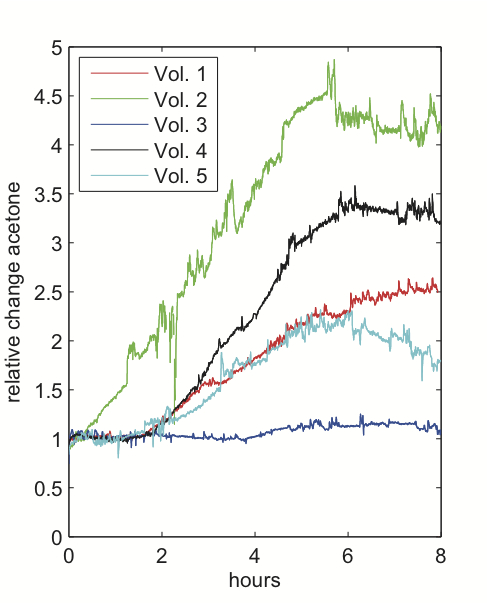 5
4.5
4
3.5
3
2.5
2
1.5
1
0.5
0
Vol. 1
Vol. 2
Vol. 3
Vol. 4
Vol. 5
relative change acetone
0 2 4 6 8
hours